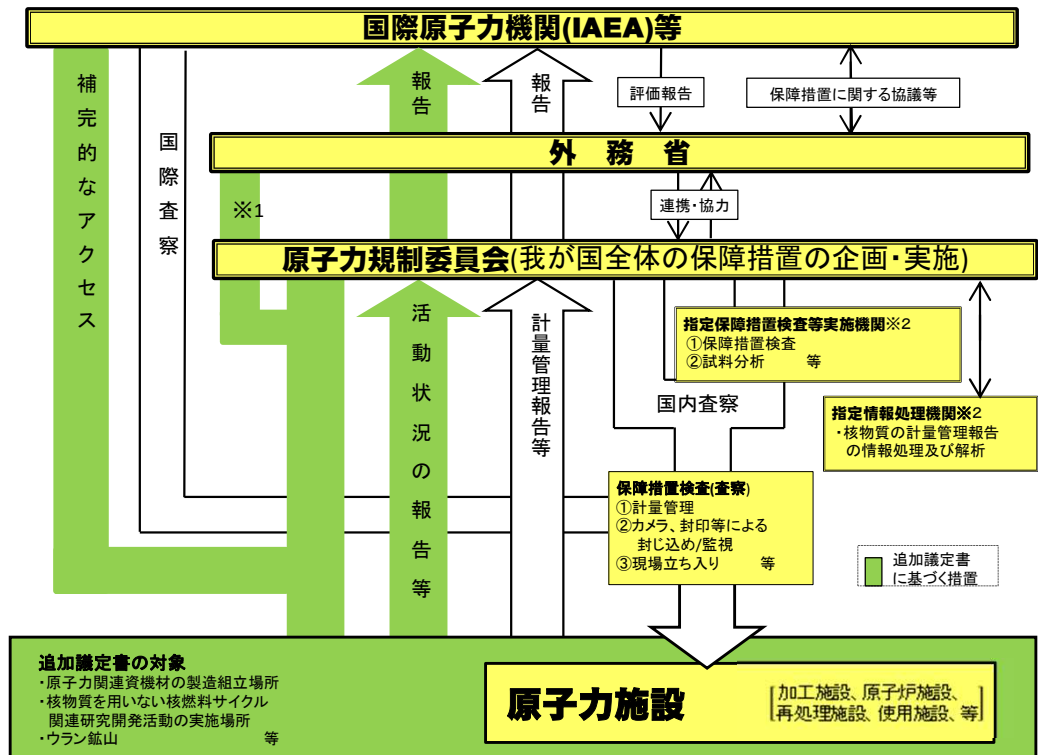 国際原子力機関(IAEA)等
補完的なアクセス
国際査察
報告
報告
評価報告
保障措置に関する協議等
外務省
※1
連携・協力
原子力規制委員会(我が国全体の保障措置の企画・実施)
活動状況の報告等
計量管理報告等
指定保障措置検査等実施機関※2
①保障措置検査
②試料分析　　等
国内査察
指定情報処理機関※2
・核物質の計量管理報告
の情報処理及び解析
保障措置検査(査察)
①計量管理
②カメラ、封印等による
封じ込め/監視
③現場立ち入り　　等
追加議定書
に基づく措置
追加議定書の対象
・原子力関連資機材の製造組立場所
・核物質を用いない核燃料サイクル
関連研究開発活動の実施場所
・ウラン鉱山　　等
原子力施設
[加工施設、原子炉施設、
再処理施設、使用施設、等]